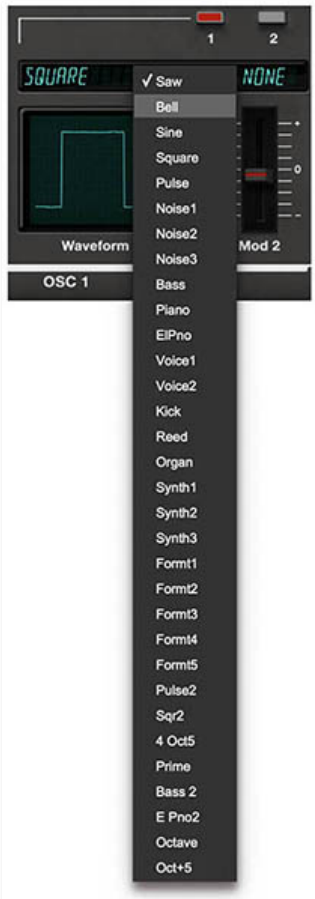 1 2
SQUARE NONE
✓ Saw
Bell
Sine
Square
Pulse
Noise1
Noise2
Noise3
Bass
Piano
ElPno
Voice1
Voice2
Kick
Reed
Organ
Synth1
Synth2
Synth3
Formt1
Formt2
Formt3
Formt4
Formt5
Pulse2
Sqr2
4 Oct5
Prime
Bass 2
E Pno2
Octave
Oct+5
+
0
-
Waveform Mod 2
OSC 1